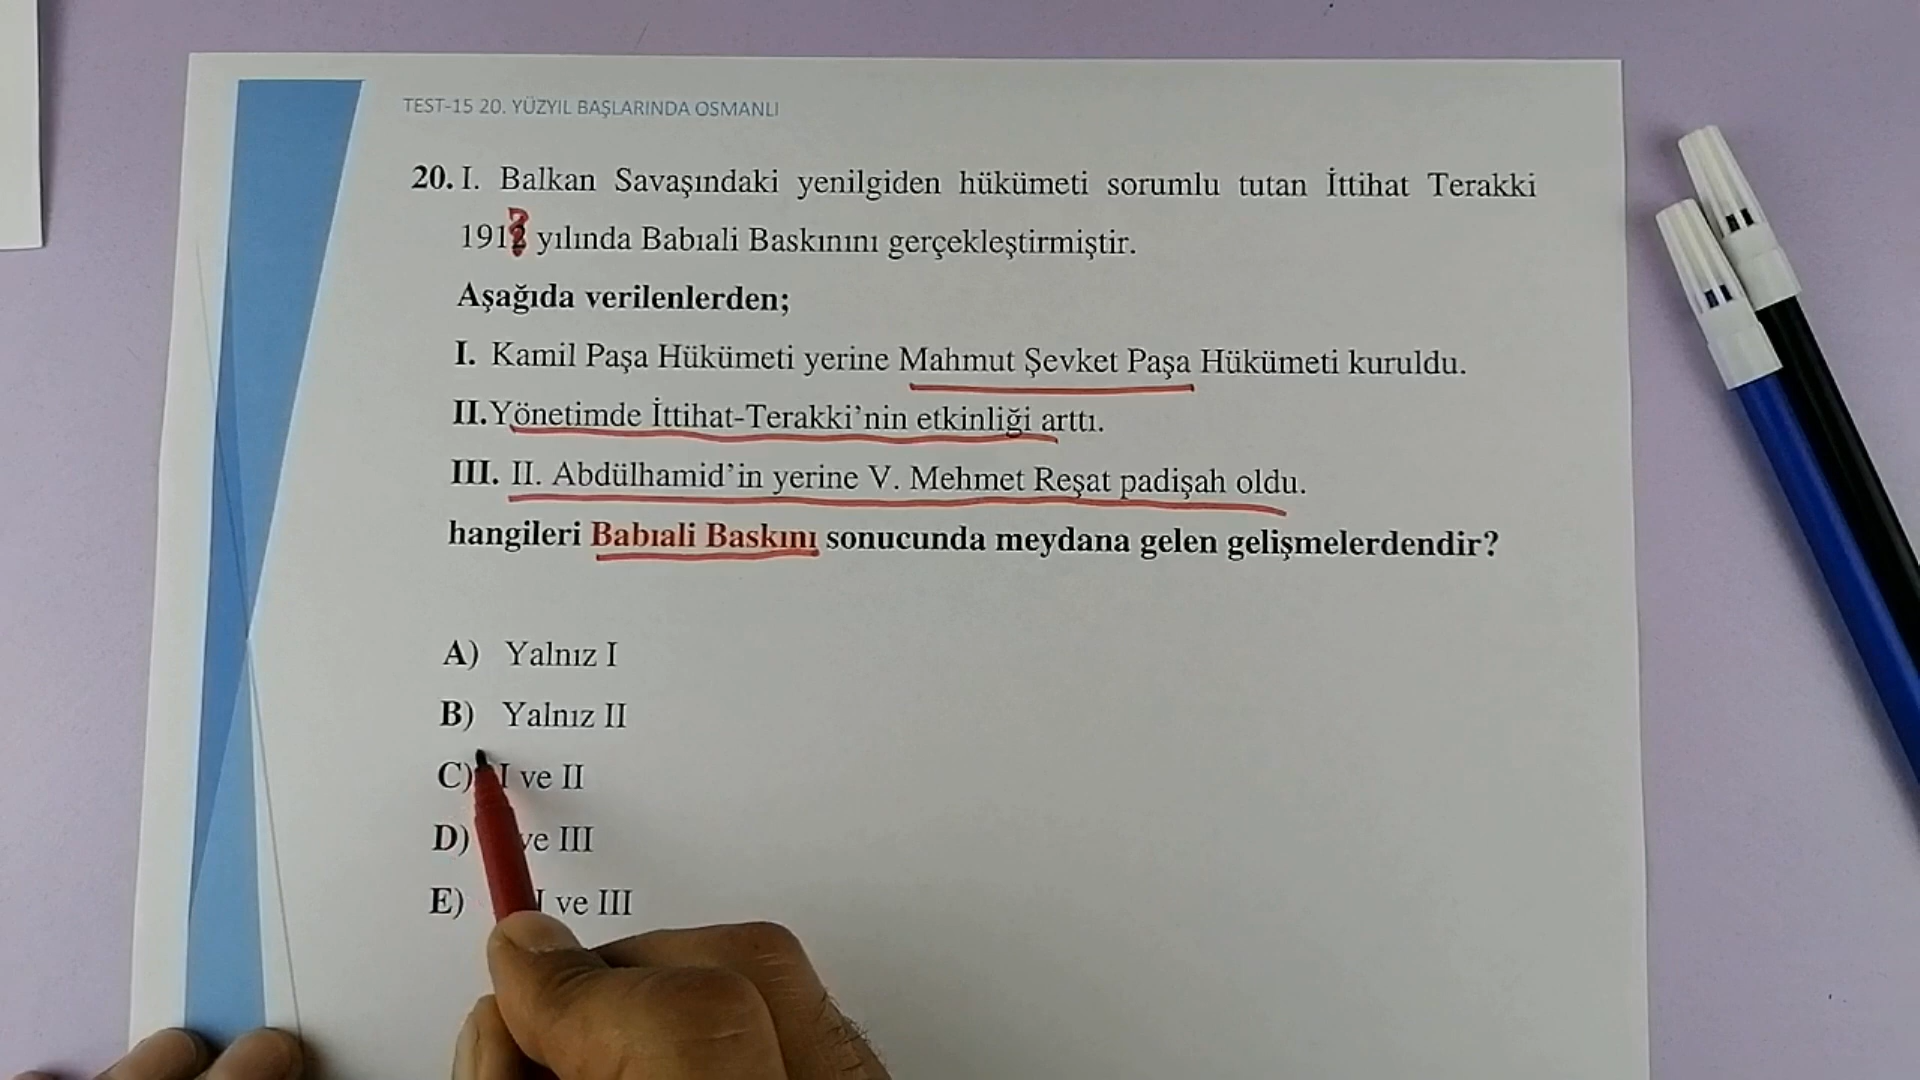 TEST-15 20. YÜZYIL BAŞLARINDA OSMANLI
20. I. Balkan Savaşındaki yenilgiden hükümeti sorumlu tutan İttihat Terakki
yılında Babıali Baskınını gerçekleştirmiştir.
Aşağıda verilenlerden;
I. Kamil Paşa Hükümeti yerine Mahmut Şevket Paşa Hükümeti kuruldu.
II. Yönetimde İttihat-Terakki'nin etkinliği arttı.
III. II. Abdülhamid'in yerine V. Mehmet Reşat padişah oldu.
hangileri Babıali Baskını sonucunda meydana gelen gelişmelerdendir?
A) Yalnız I
B) Yalnız II
C) I ve II
D) ve III
E) ve III